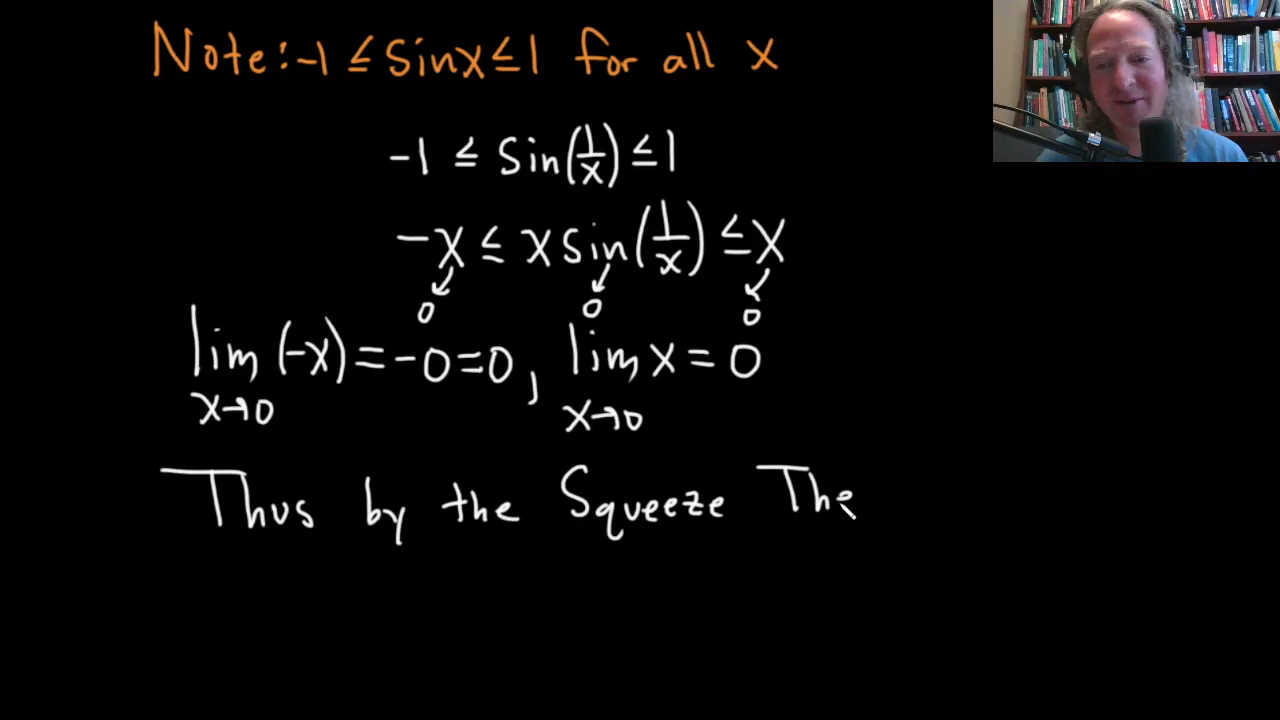 Note: -1 ≤ sinx ≤ 1 for all x
-1 ≤ sin(1/x) ≤ 1
-x ≤ x sin(1/x) ≤ x
0 0 0
lim (-x) = -0 = 0, lim x = 0
x→0 x→0
Thus by the Squeeze The